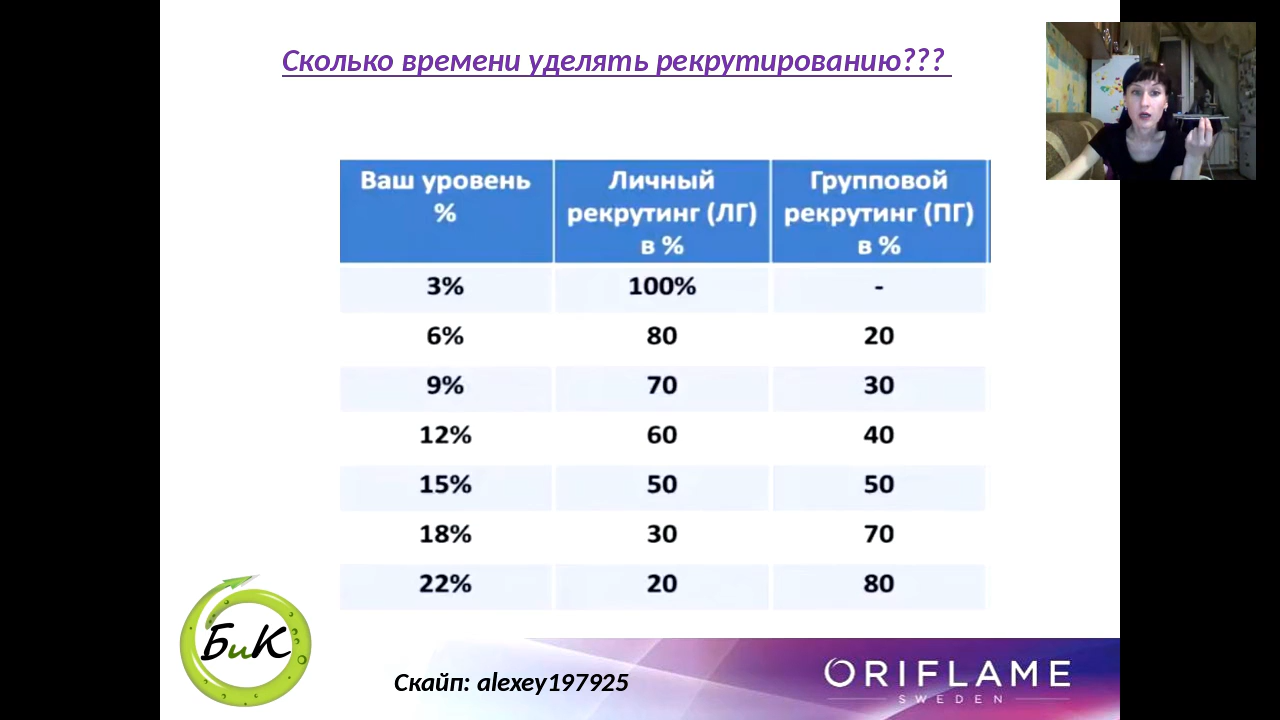 Сколько времени уделять рекрутированию???
Ваш уровень % | Личный рекрутинг (ЛГ) в % | Групповой рекрутинг (ПГ) в %
3% 100% -
6% 80 20
9% 70 30
12% 60 40
15% 50 50
18% 30 70
22% 20 80
БиК
Скайп: alexey197925
ORIFLAME
SWEDEN